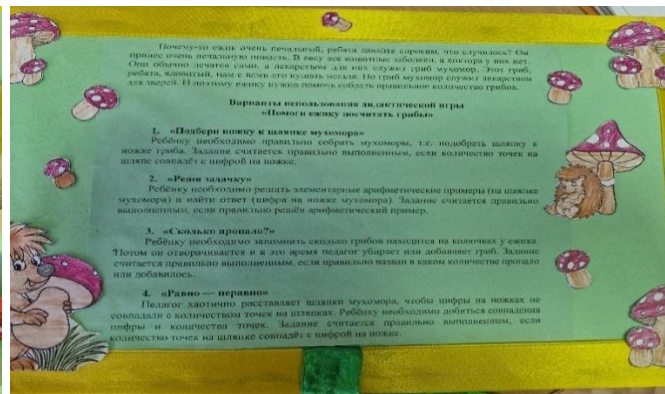 Почему-то ежик очень печальный, ребята давайте спросим, что случилось? Он
принес очень печальную новость. В лесу все животные заболели, а доктора у них нет.
Они обычно лечатся сами, а лекарством для них служит гриб мухомор. Этот гриб,
ребята, ядовитый, нам с вами его кушать нельзя. Но гриб мухомор служит лекарством
для зверей. И поэтому ежику нужно помочь собрать правильное количество грибов.
Варианты использования дидактической игры
«Помоги ежику посчитать грибы»
1. «Подбери ножку к шляпке мухомора»
Ребёнку необходимо правильно собрать мухоморы, т.е. подобрать шляпку к
ножке гриба. Задание считается правильно выполненным, если количество точек на
шляпе совпадёт с цифрой на ножке.
2. «Реши задачку»
Ребёнку необходимо решать элементарные арифметические примеры (на шляпке
мухомора) и найти ответ (цифра на ножке мухомора). Задание считается правильно
выполненным, если правильно решён арифметический пример.
3. «Сколько пропало?»
Ребёнку необходимо запомнить сколько грибов находится на колючках у ежика.
Потом он отворачивается и в это время педагог убирает или добавляет гриб. Задание
считается правильно выполненным, если правильно назван в каком количестве пропало
или добавилось.
4. «Равно — неравно»
Педагог хаотично расставляет шляпки мухомора, чтобы цифры на ножках не
совпадали с количеством точек на шляпках. Ребёнку необходимо добиться совпадения
цифры и количества точек. Задание считается правильно выполненным, если
количество точек на шляпке совпадёт с цифрой на ножке.